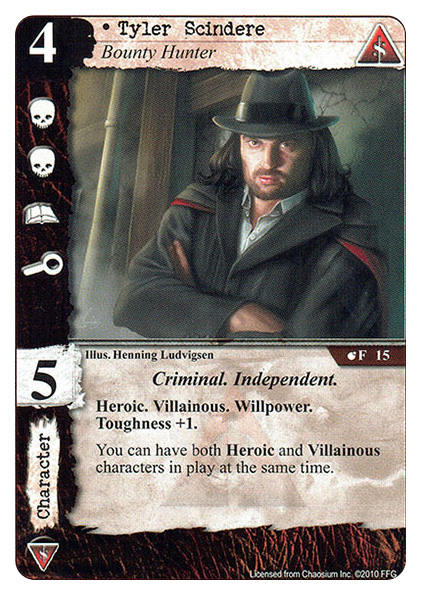 4
• Tyler Scindere
Bounty Hunter
Illus. Henning Ludvigsen
F 15
5
Criminal. Independent.
Heroic. Villainous. Willpower.
Toughness +1.
You can have both Heroic and Villainous
characters in play at the same time.
Character
Licensed from Chaosium Inc. ©2010 FFG